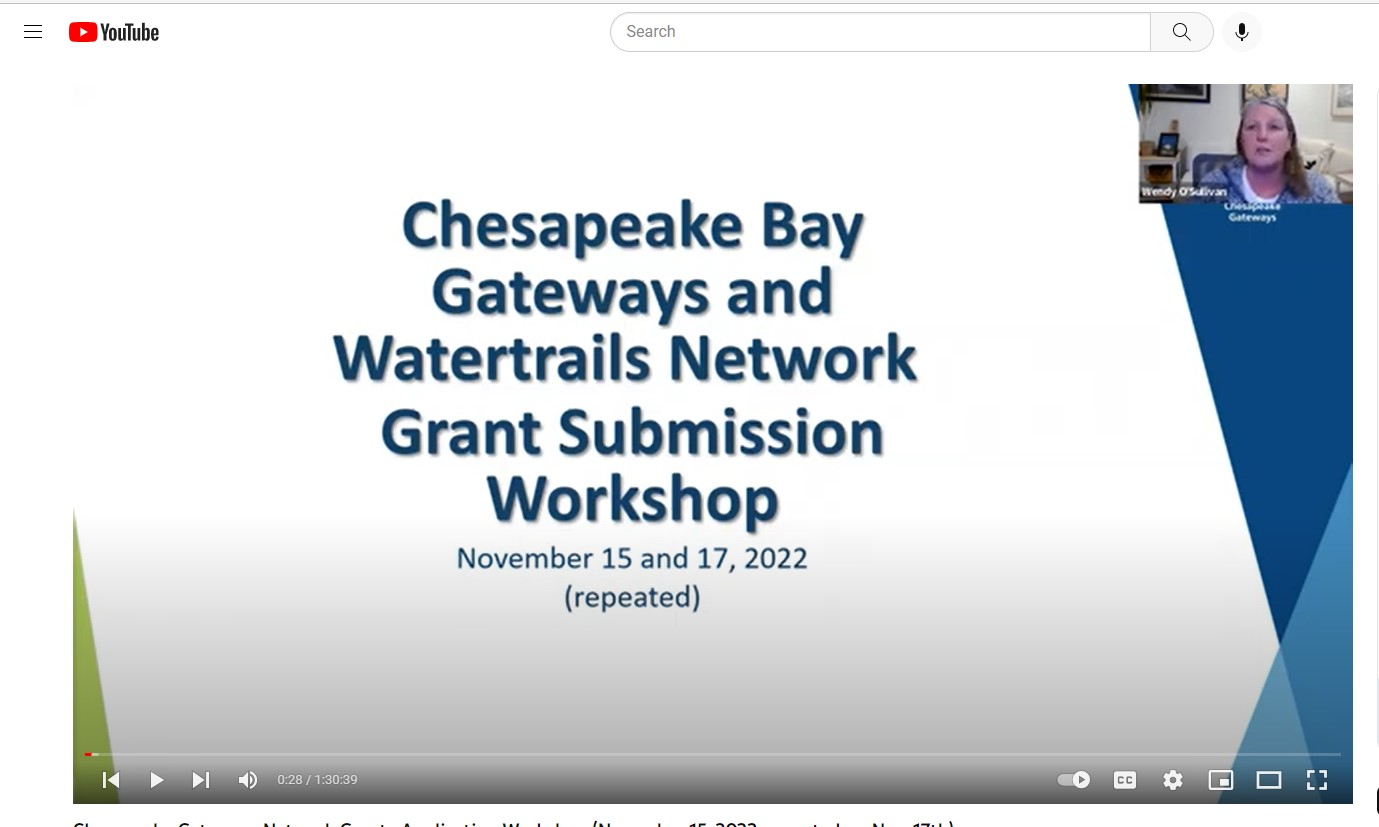 YouTube
Search
Wendy O'Sullivan
Chesapeake
Gateways
Chesapeake Bay
Gateways and
Watertrails Network
Grant Submission
Workshop
November 15 and 17, 2022
(repeated)
0:28 / 1:30:39
CC